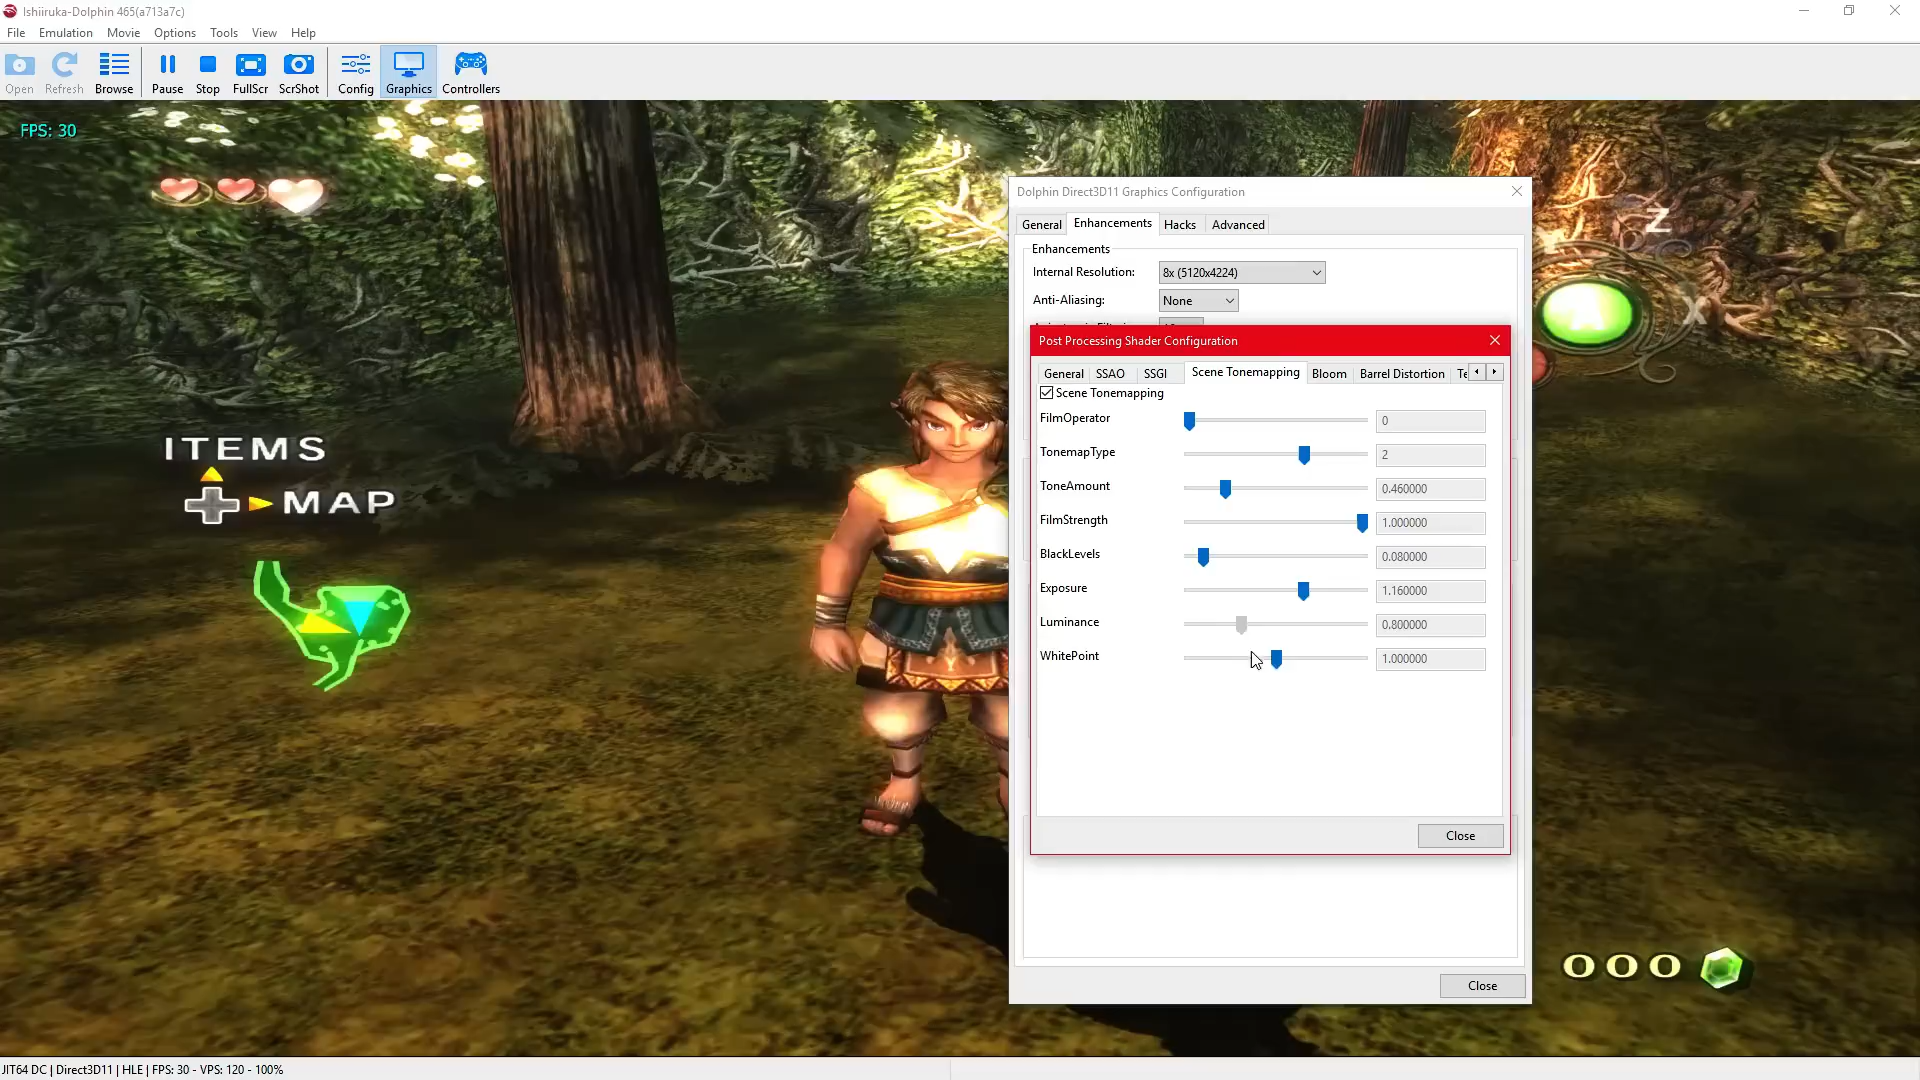 Ishiiruka-Dolphin 465(a713a7c)
File Emulation Movie Options Tools View Help
Open Refresh Browse Pause Stop FullScr ScrShot Config Graphics Controllers
FPS: 30
Z
X
ITEMS
MAP
000
Dolphin Direct3D11 Graphics Configuration
General Enhancements Hacks Advanced
Enhancements
Internal Resolution: 8x (5120x4224)
Anti-Aliasing: None
Post Processing Shader Configuration
General SSAO SSGI Scene Tonemapping Bloom Barrel Distortion Te
Scene Tonemapping
FilmOperator 0
TonemapType 2
ToneAmount 0.460000
FilmStrength 1.000000
BlackLevels 0.080000
Exposure 1.160000
Luminance 0.800000
WhitePoint 1.000000
Close
Close
JIT64 DC | Direct3D11 | HLE | FPS: 30 - VPS: 120 - 100%